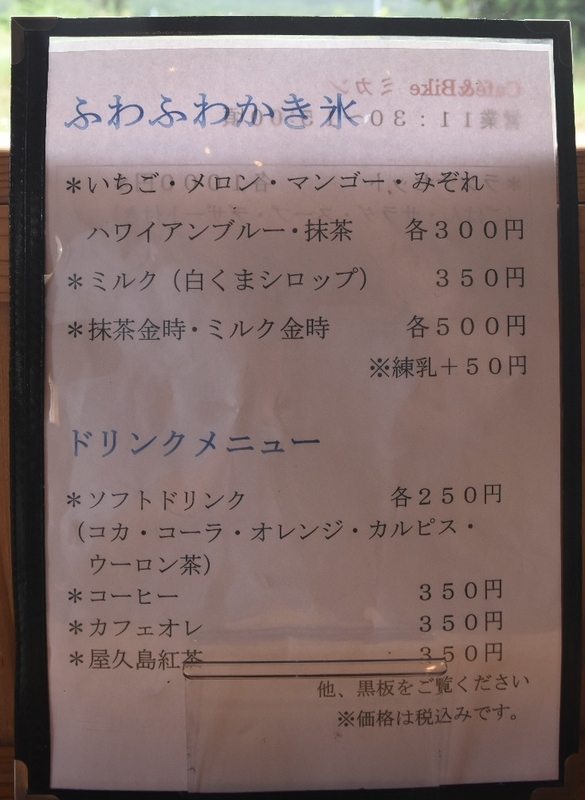 ふわふわかき氷
＊いちご・メロン・マンゴー・みぞれ
ハワイアンブルー・抹茶 各３００円
＊ミルク（白くまシロップ） ３５０円
＊抹茶金時・ミルク金時 各５００円
※練乳＋５０円
ドリンクメニュー
＊ソフトドリンク 各２５０円
（コカ・コーラ・オレンジ・カルピス・
ウーロン茶）
＊コーヒー ３５０円
＊カフェオレ ３５０円
＊屋久島紅茶 ３５０円
他、黒板をご覧ください
※価格は税込みです。
Café&Bike ミカン